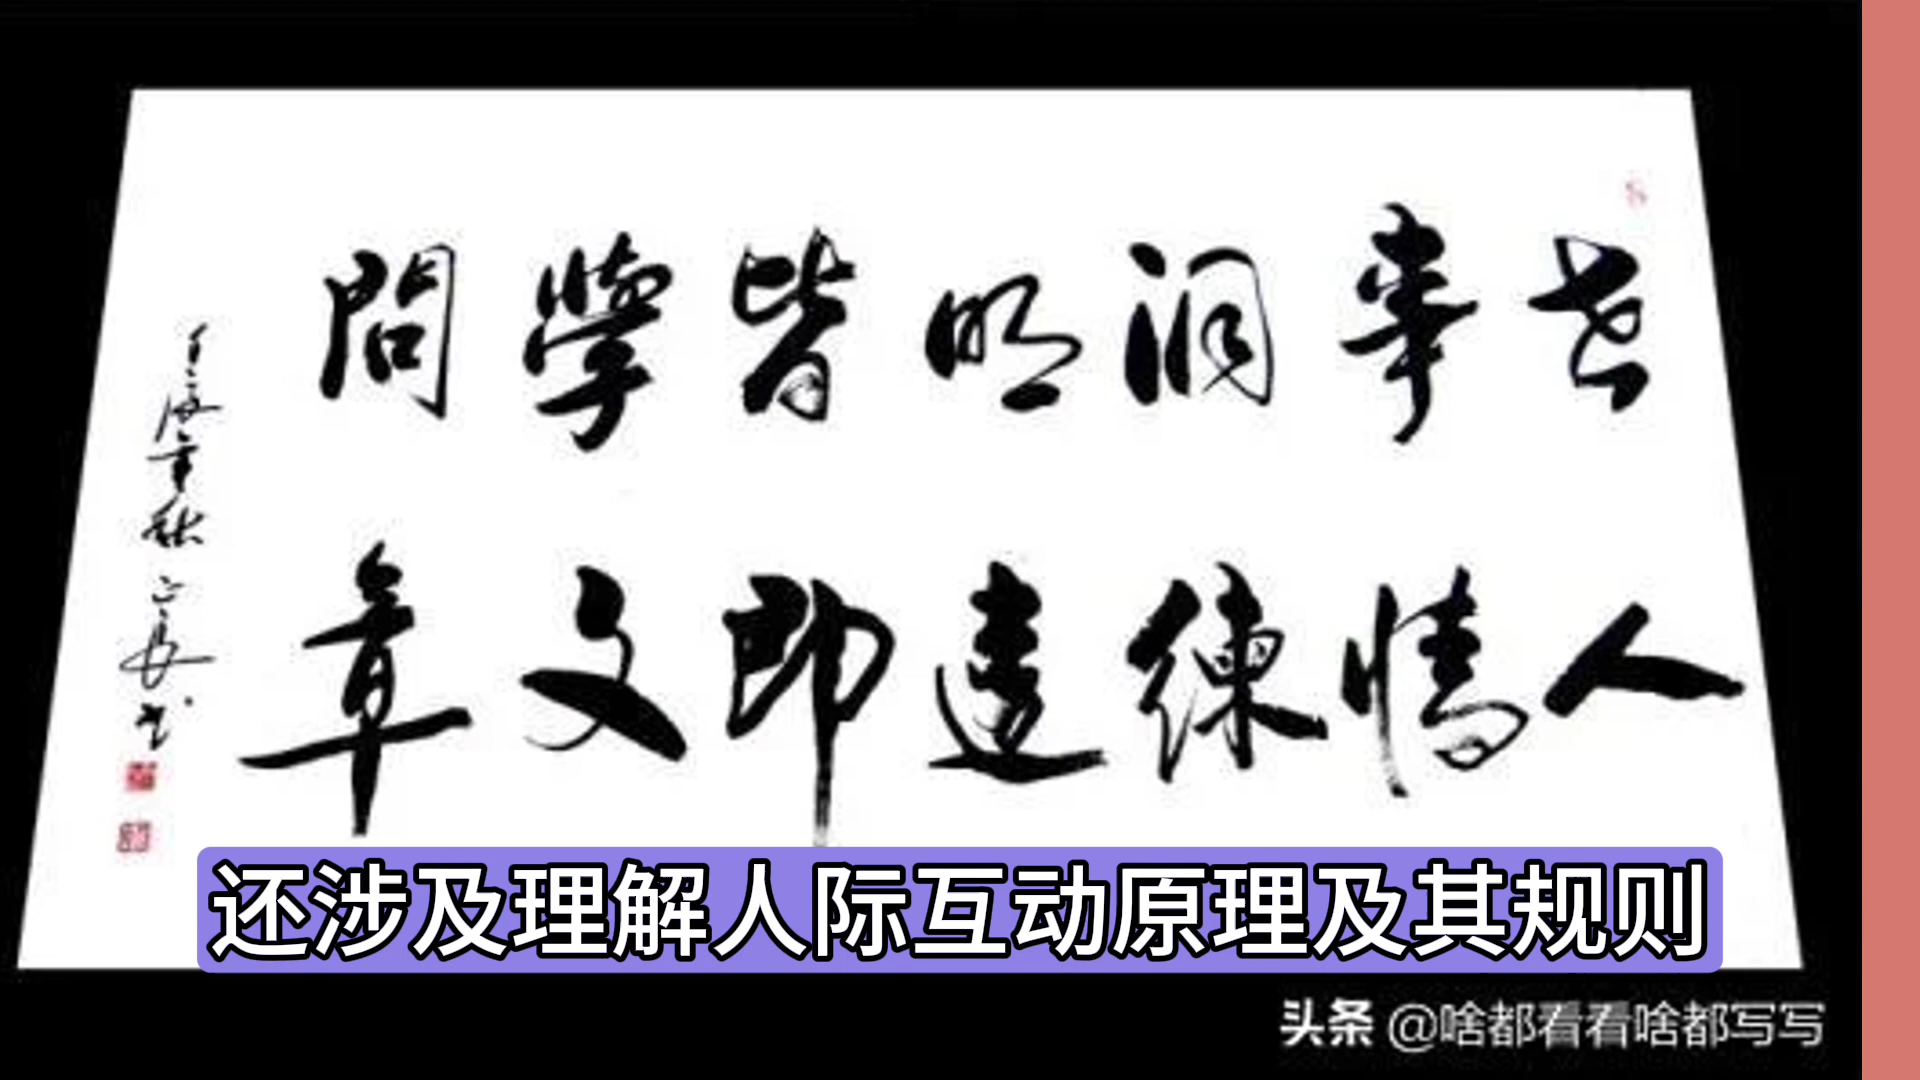 世事洞明皆學問
人情練達即文章
还涉及理解人际互动原理及其规则
头条 @啥都看看啥都写写